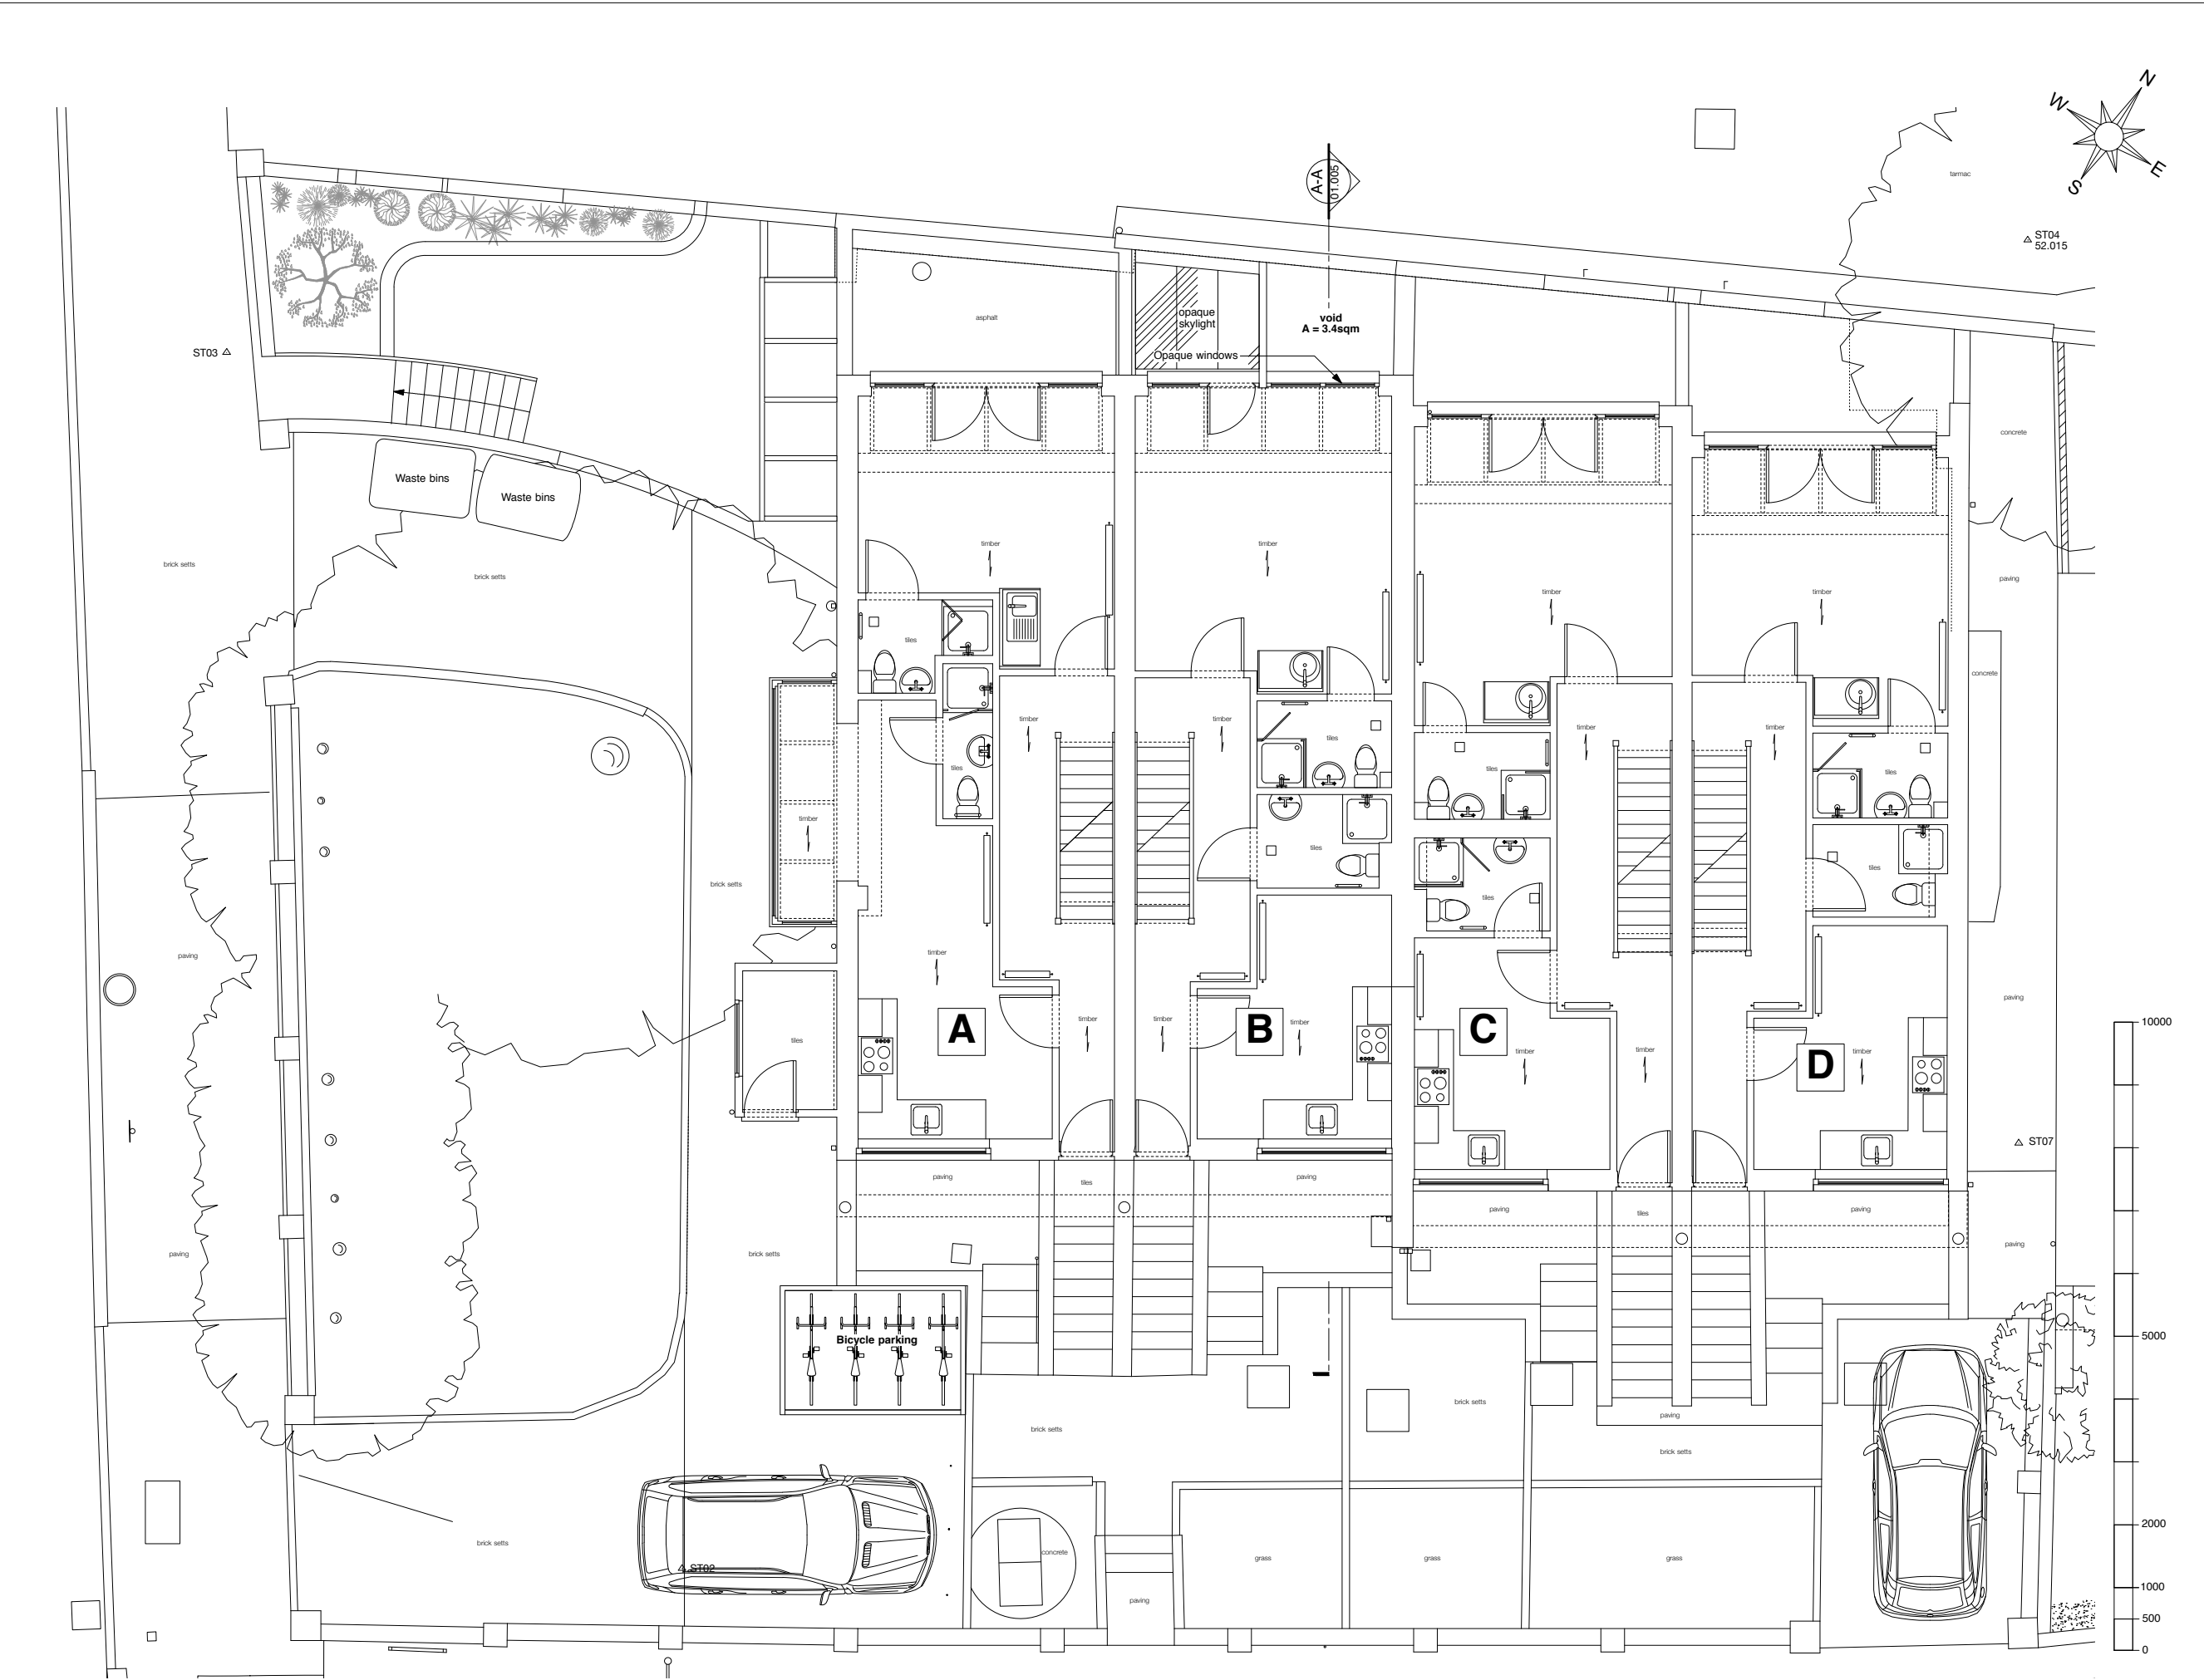 N
W
E
S
tarmac
ST04
52.015
A-A
01.005
opaque
skylight
void
A = 3.4sqm
asphalt
ST03
Opaque windows
concrete
Waste bins
Waste bins
brick setts
brick setts
timber
timber
timber
timber
paving
tiles
concrete
timber
timber
timber
timber
tiles
tiles
tiles
tiles
timber
tiles
tiles
brick setts
tiles
paving
timber
paving
A
B
C
D
timber
timber
timber
timber
timber
timber
tiles
10000
ST07
paving
tiles
paving
paving
tiles
paving
paving
brick setts
paving
Bicycle parking
5000
brick setts
paving
brick setts
brick setts
2000
brick setts
concrete
grass
grass
grass
ST02
1000
paving
500
0